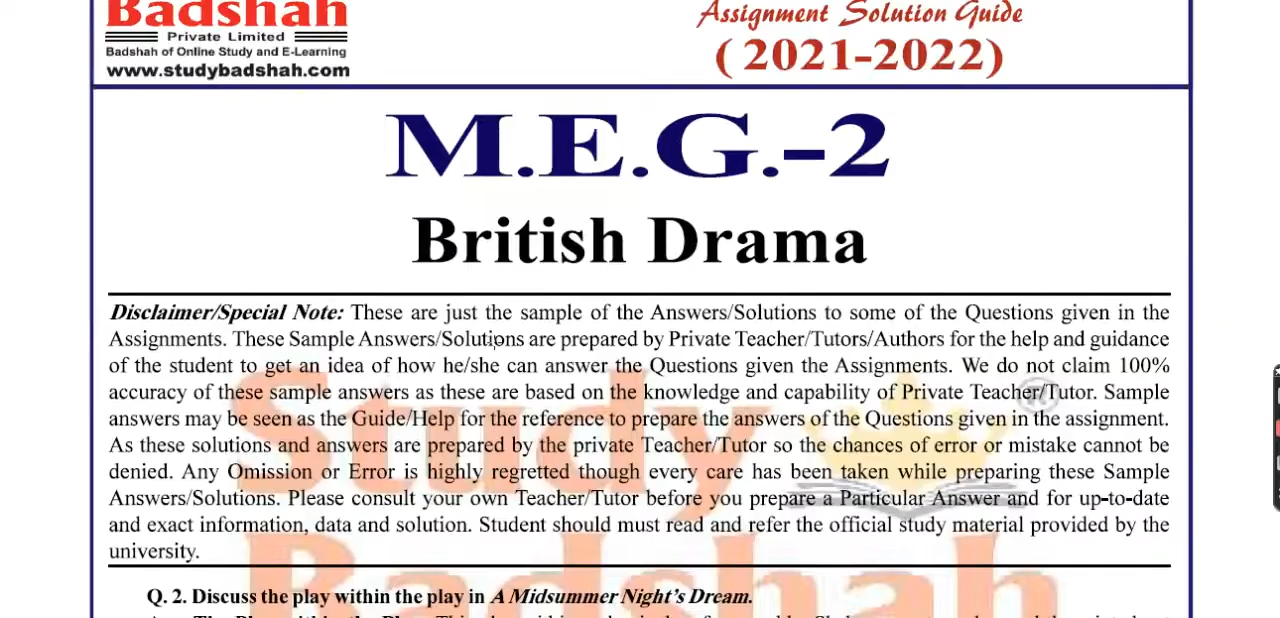 Badshah
Assignment Solution Guide
Private Limited
(2021-2022)
Badshah of Online Study and E-Learning
www.studybadshah.com
M.E.G.-2
British Drama
Disclaimer/Special Note: These are just the sample of the Answers/Solutions to some of the Questions given in the
Assignments. These Sample Answers/Solutions are prepared by Private Teacher/Tutors/Authors for the help and guidance
of the student to get an idea of how he/she can answer the Questions given the Assignments. We do not claim 100%
accuracy of these sample answers as these are based on the knowledge and capability of Private Teacher/Tutor. Sample
answers may be seen as the Guide/Help for the reference to prepare the answers of the Questions given in the assignment.
As these solutions and answers are prepared by the private Teacher/Tutor so the chances of error or mistake cannot be
denied. Any Omission or Error is highly regretted though every care has been taken while preparing these Sample
Answers/Solutions. Please consult your own Teacher/Tutor before you prepare a Particular Answer and for up-to-date
and exact information, data and solution. Student should must read and refer the official study material provided by the
university.
Study
Badshah
Q. 2. Discuss the play within the play in A Midsummer Night's Dream.